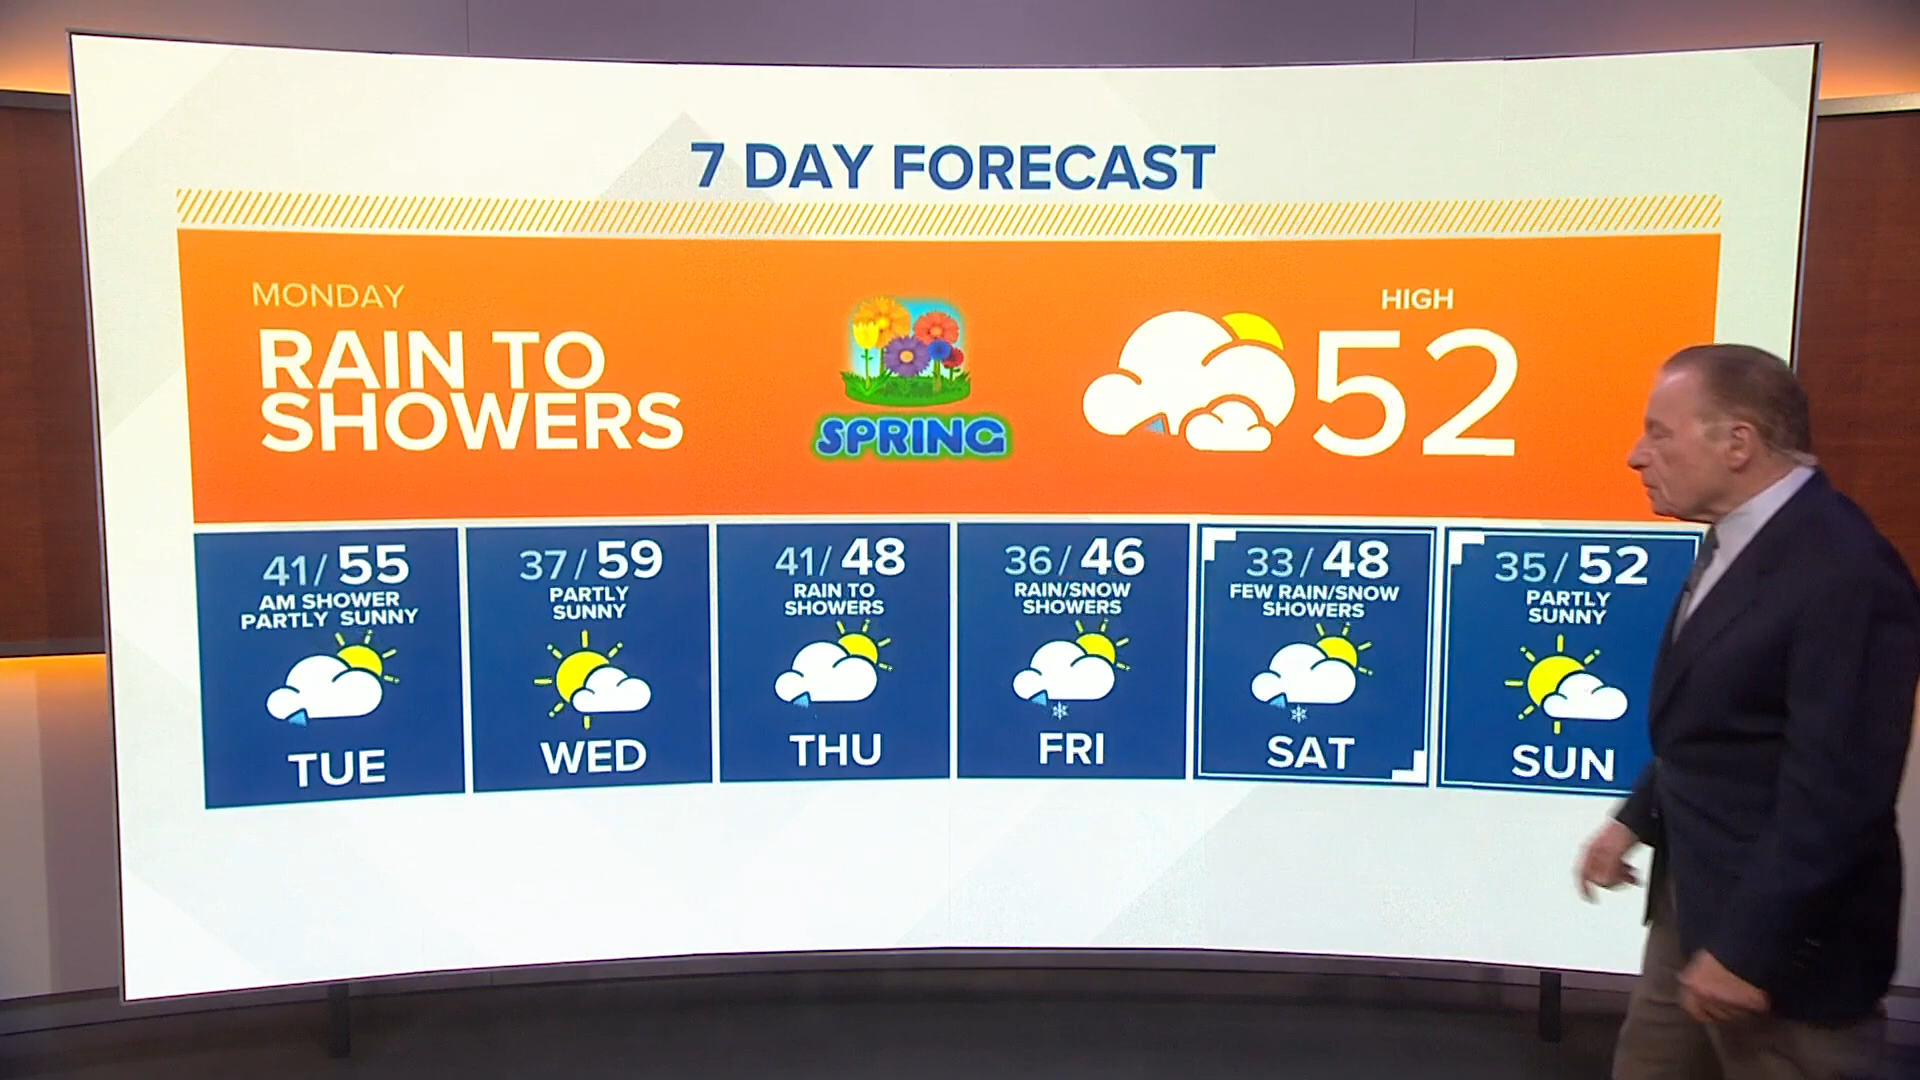 7 DAY FORECAST
MONDAY
RAIN TO
SHOWERS
SPRING
HIGH
52
41/55
AM SHOWER
PARTLY SUNNY
TUE
37/59
PARTLY
SUNNY
WED
41/48
RAIN TO
SHOWERS
THU
36/46
RAIN/SNOW
SHOWERS
FRI
33/48
FEW RAIN/SNOW
SHOWERS
SAT
35/52
PARTLY
SUNNY
SUN